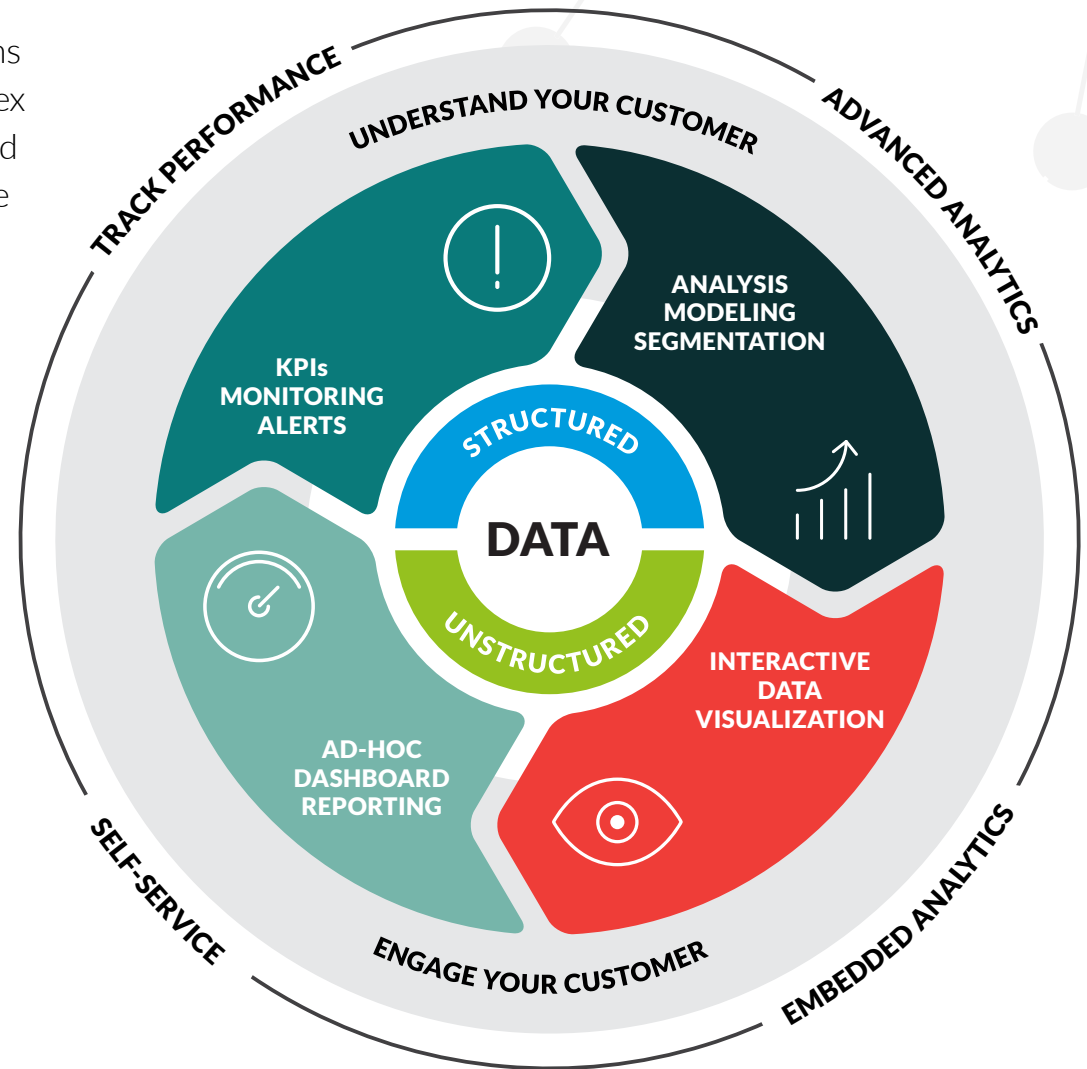 TRACK PERFORMANCE
ADVANCED ANALYTICS
UNDERSTAND YOUR CUSTOMER
KPIs
MONITORING
ALERTS
ANALYSIS
MODELING
SEGMENTATION
STRUCTURED
DATA
UNSTRUCTURED
AD-HOC
DASHBOARD
REPORTING
INTERACTIVE
DATA
VISUALIZATION
ENGAGE YOUR CUSTOMER
SELF-SERVICE
EMBEDDED ANALYTICS